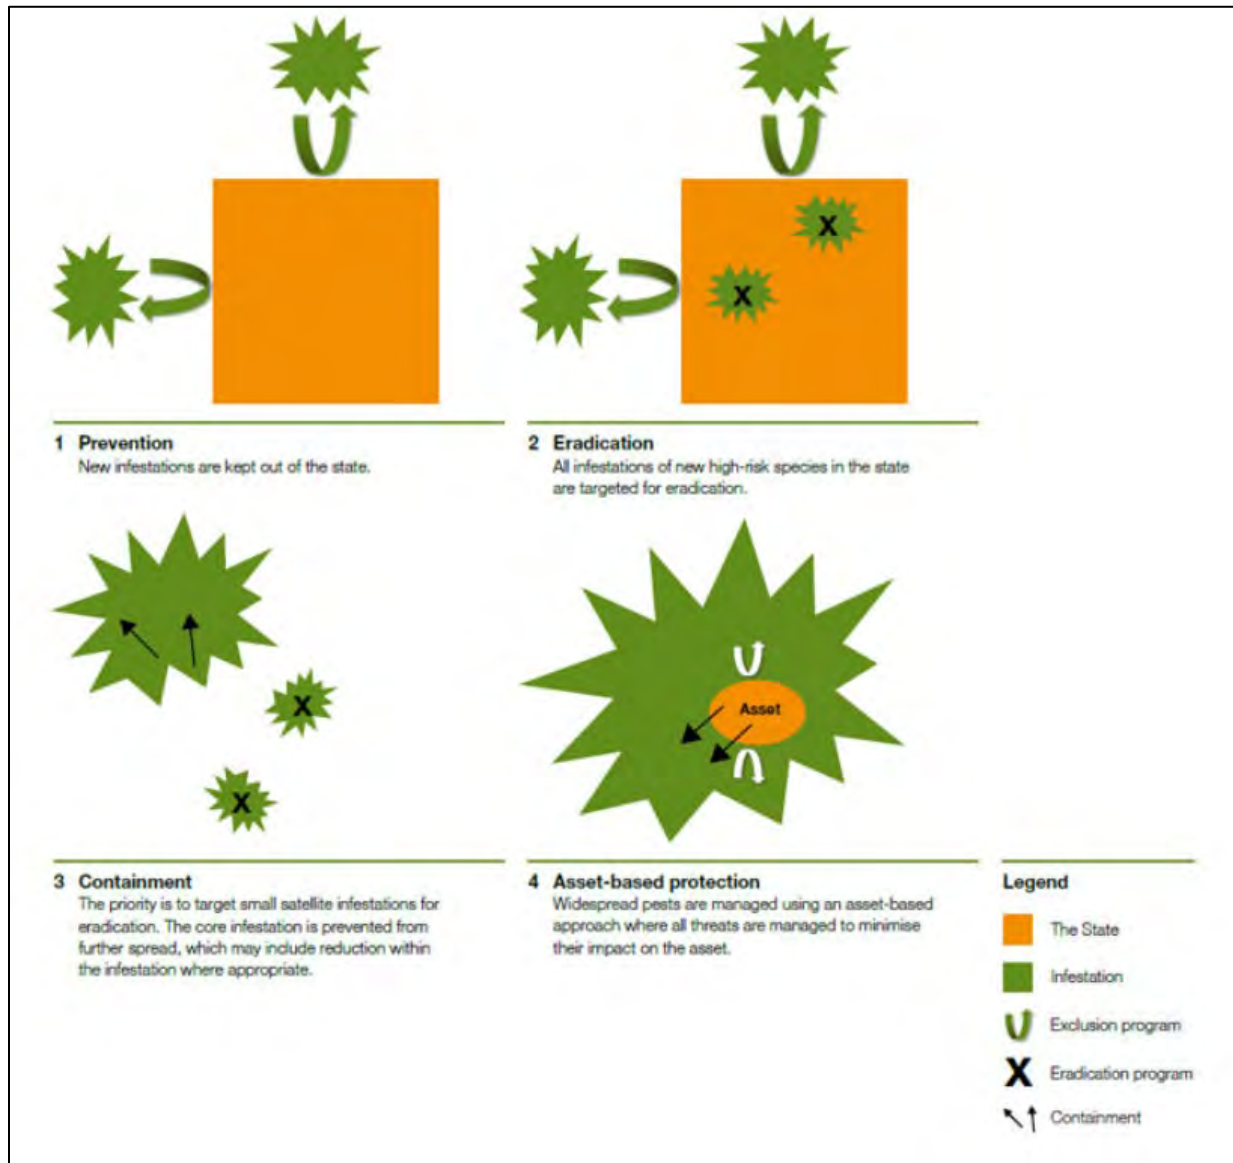 X
X
1 Prevention
New infestations are kept out of the state.
2 Eradication
All infestations of new high-risk species in the state
are targeted for eradication.
X
X
Asset
3 Containment
The priority is to target small satellite infestations for
eradication. The core infestation is prevented from
further spread, which may include reduction within
the infestation where appropriate.
4 Asset-based protection
Widespread pests are managed using an asset-based
approach where all threats are managed to minimise
their impact on the asset.
Legend
The State
Infestation
Exclusion program
X Eradication program
Containment